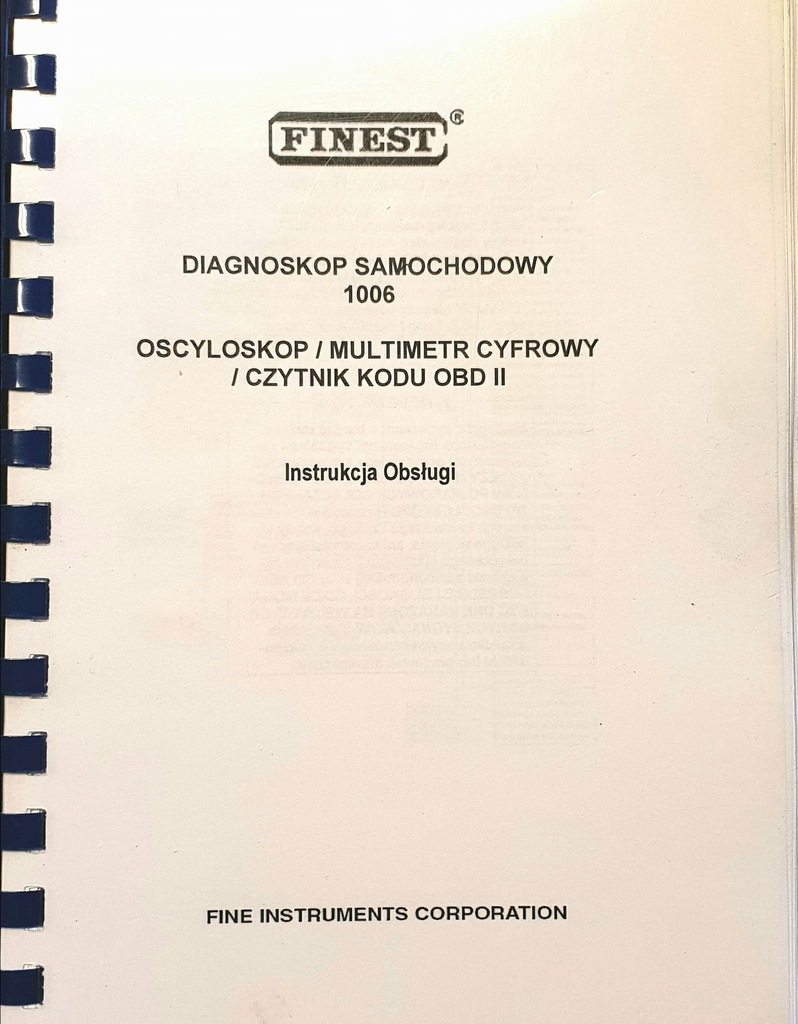 FINEST ®
DIAGNOSKOP SAMOCHODOWY
1006
OSCYLOSKOP / MULTIMETR CYFROWY
/ CZYTNIK KODU OBD II
Instrukcja Obsługi
FINE INSTRUMENTS CORPORATION